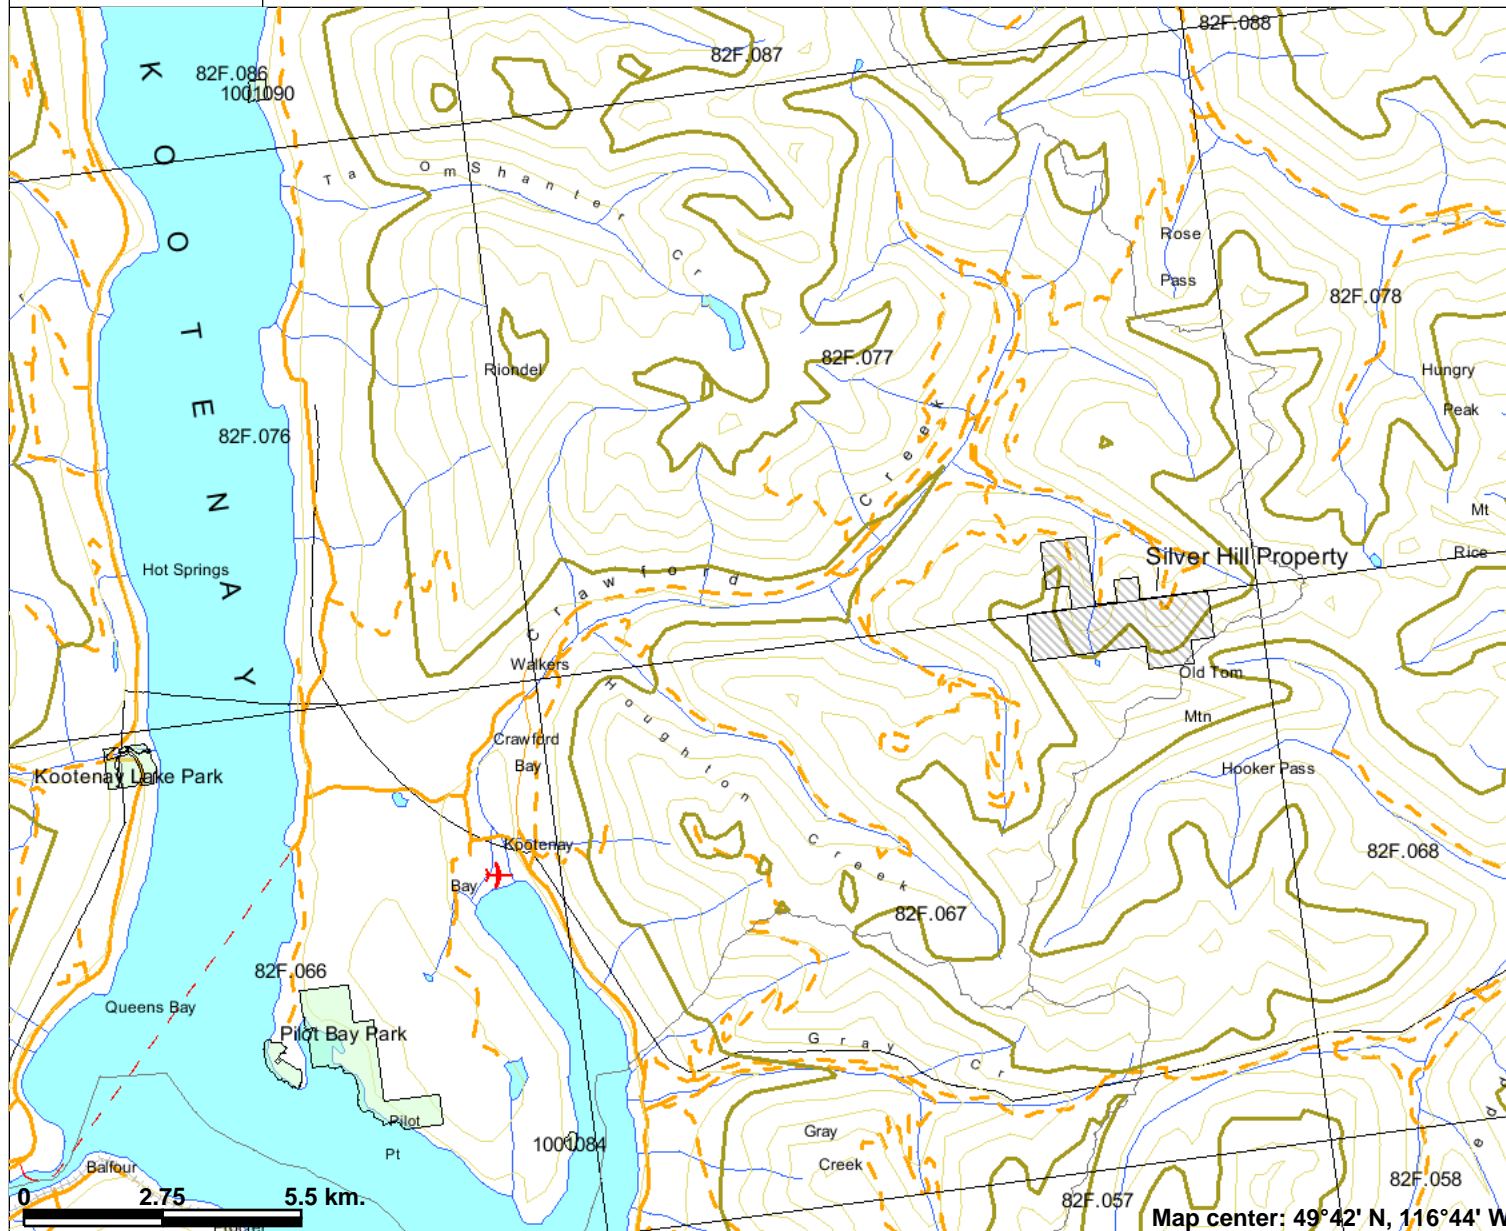 82F.088
82F.087
82F.086
1001090
KOOTENAY
Ta Om Shanter Cr
Rose
Pass
82F.078
82F.077
Riondel
Hungry
Peak
82F.076
Mt
Rice
Silver Hill Property
Hot Springs
Crawford Creek
Walkers
Old Tom
Mtn
Houghton Creek
Crawford
Bay
Hooker Pass
Kootenay Lake Park
Kootenay
Bay
82F.068
82F.067
82F.066
Queens Bay
Pilot Bay Park
Gray Cr
Pilot
Pt
Gray
Creek
1001084
Balfour
82F.058
82F.057
e d
r
0 2.75 5.5 km.
Procter
Map center: 49°42' N, 116°44' W